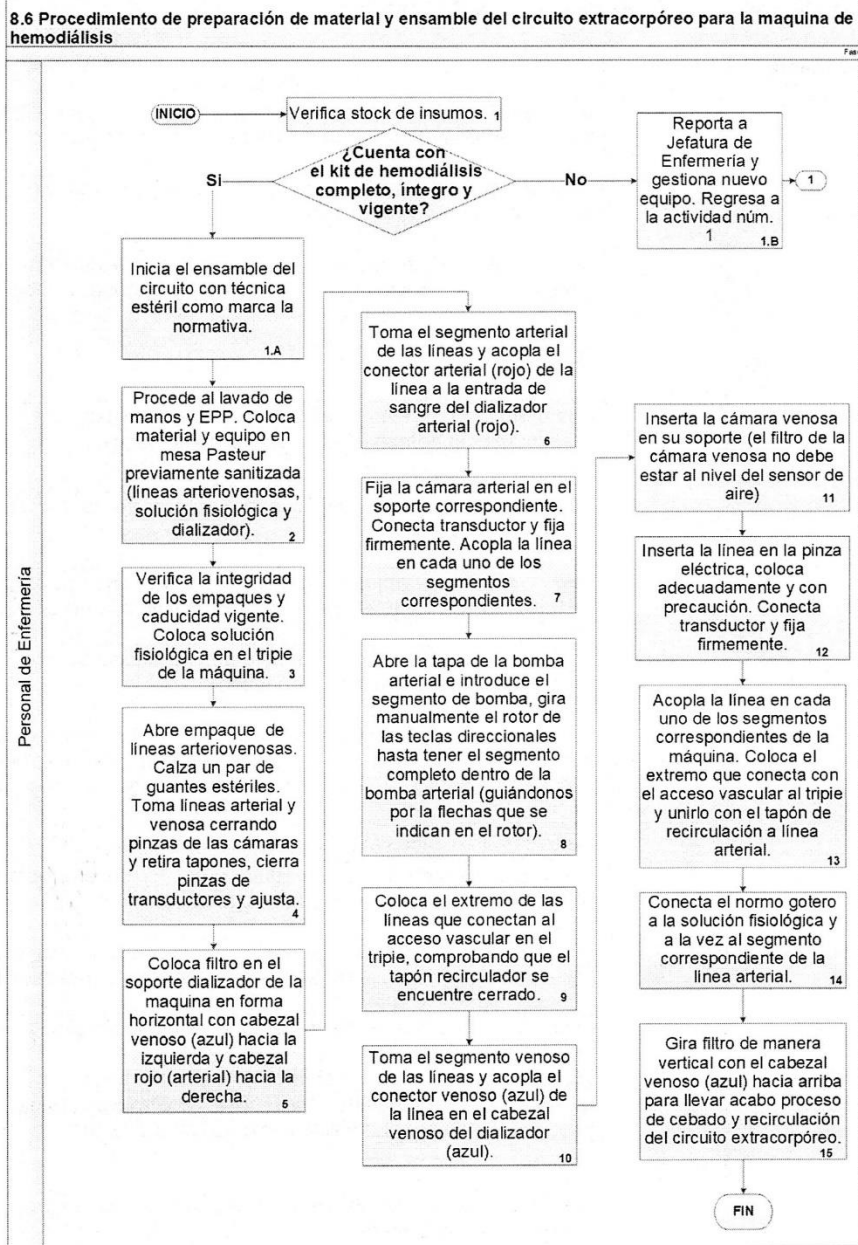 8.6 Procedimiento de preparación de material y ensamble del circuito extracorpóreo para la maquina de
hemodiálisis
Personal de Enfermería
INICIO
Verifica stock de insumos. 1
¿Cuenta con
el kit de hemodiálisis
completo, íntegro y
vigente?
Si
No
Reporta a
Jefatura de
Enfermería y
gestiona nuevo
equipo. Regresa a
la actividad núm.
1
1.B
1
Inicia el ensamble del
circuito con técnica
estéril como marca la
normativa.
1.A
Procede al lavado de
manos y EPP. Coloca
material y equipo en
mesa Pasteur
previamente sanitizada
(líneas arteriovenosas,
solución fisiológica y
dializador).
2
Verifica la integridad
de los empaques y
caducidad vigente.
Coloca solución
fisiológica en el tripie
de la máquina. 3
Abre empaque de
líneas arteriovenosas.
Calza un par de
guantes estériles.
Toma líneas arterial y
venosa cerrando
pinzas de las cámaras
y retira tapones, cierra
pinzas de
transductores y ajusta.
4
Coloca filtro en el
soporte dializador de la
maquina en forma
horizontal con cabezal
venoso (azul) hacia la
izquierda y cabezal
rojo (arterial) hacia la
derecha. 5
Toma el segmento arterial
de las líneas y acopla el
conector arterial (rojo) de la
línea a la entrada de
sangre del dializador
arterial (rojo).
6
Fija la cámara arterial en el
soporte correspondiente.
Conecta transductor y fija
firmemente. Acopla la línea
en cada uno de los
segmentos
correspondientes. 7
Abre la tapa de la bomba
arterial e introduce el
segmento de bomba, gira
manualmente el rotor de
las teclas direccionales
hasta tener el segmento
completo dentro de la
bomba arterial (guiándonos
por la flechas que se
indican en el rotor).
8
Coloca el extremo de las
líneas que conectan al
acceso vascular en el
tripie, comprobando que el
tapón recirculador se
encuentre cerrado. 9
Toma el segmento venoso
de las líneas y acopla el
conector venoso (azul) de
la línea en el cabezal
venoso del dializador
(azul). 10
Inserta la cámara venosa
en su soporte (el filtro de la
cámara venosa no debe
estar al nivel del sensor de
aire) 11
Inserta la línea en la pinza
eléctrica, coloca
adecuadamente y con
precaución. Conecta
transductor y fija
firmemente. 12
Acopla la línea en cada
uno de los segmentos
correspondientes de la
máquina. Coloca el
extremo que conecta con
el acceso vascular al tripie
y unirlo con el tapón de
recirculación a línea
arterial.
13
Conecta el normo gotero
a la solución fisiológica y
a la vez al segmento
correspondiente de la
línea arterial. 14
Gira filtro de manera
vertical con el cabezal
venoso (azul) hacia arriba
para llevar acabo proceso
de cebado y recirculación
del circuito extracorpóreo.
15
FIN